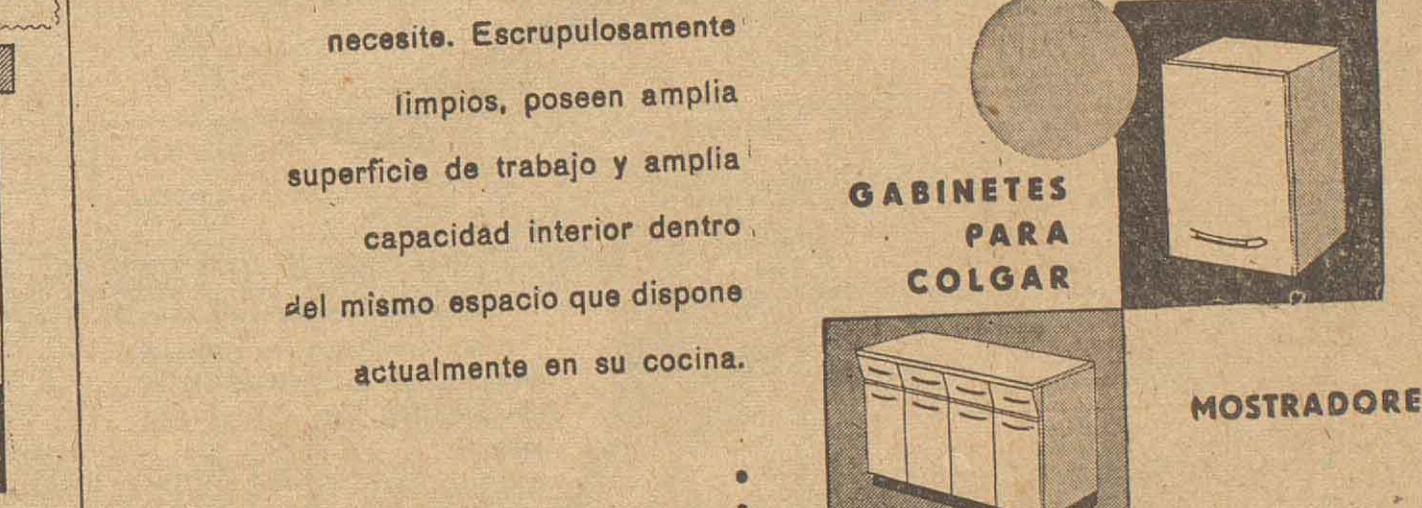 necesite. Escrupulosamente
limpios, poseen amplia
superficie de trabajo y amplia
capacidad interior dentro
del mismo espacio que dispone
actualmente en su cocina.
GABINETES
PARA
COLGAR
MOSTRADORE